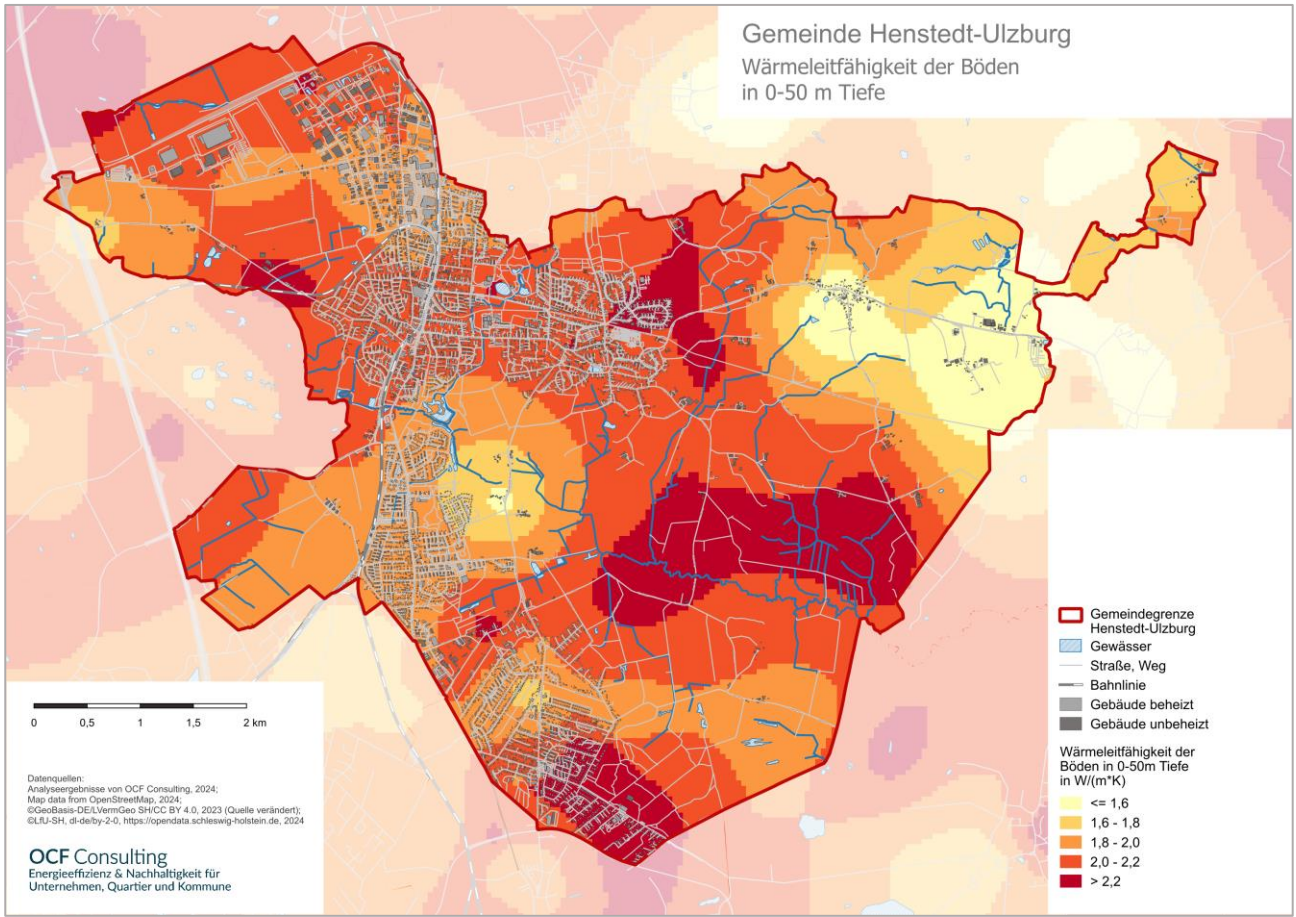 Gemeinde Henstedt-Ulzburg
Wärmeleitfähigkeit der Böden
in 0-50 m Tiefe
Gemeindegrenze
Henstedt-Ulzburg
Gewässer
Straße, Weg
Bahnlinie
Gebäude beheizt
Gebäude unbeheizt
Wärmeleitfähigkeit der
Böden in 0-50m Tiefe
in W/(m*K)
<= 1,6
1,6 - 1,8
1,8 - 2,0
2,0 - 2,2
> 2,2
0 0,5 1 1,5 2 km
Datenquellen:
Analyseergebnisse von OCF Consulting, 2024;
Map data from OpenStreetMap, 2024;
©GeoBasis-DE/LVermGeo SH/CC BY 4.0, 2023 (Quelle verändert);
©LfU-SH, dl-de/by-2-0, https://opendata.schleswig-holstein.de, 2024
OCF Consulting
Energieeffizienz & Nachhaltigkeit für
Unternehmen, Quartier und Kommune